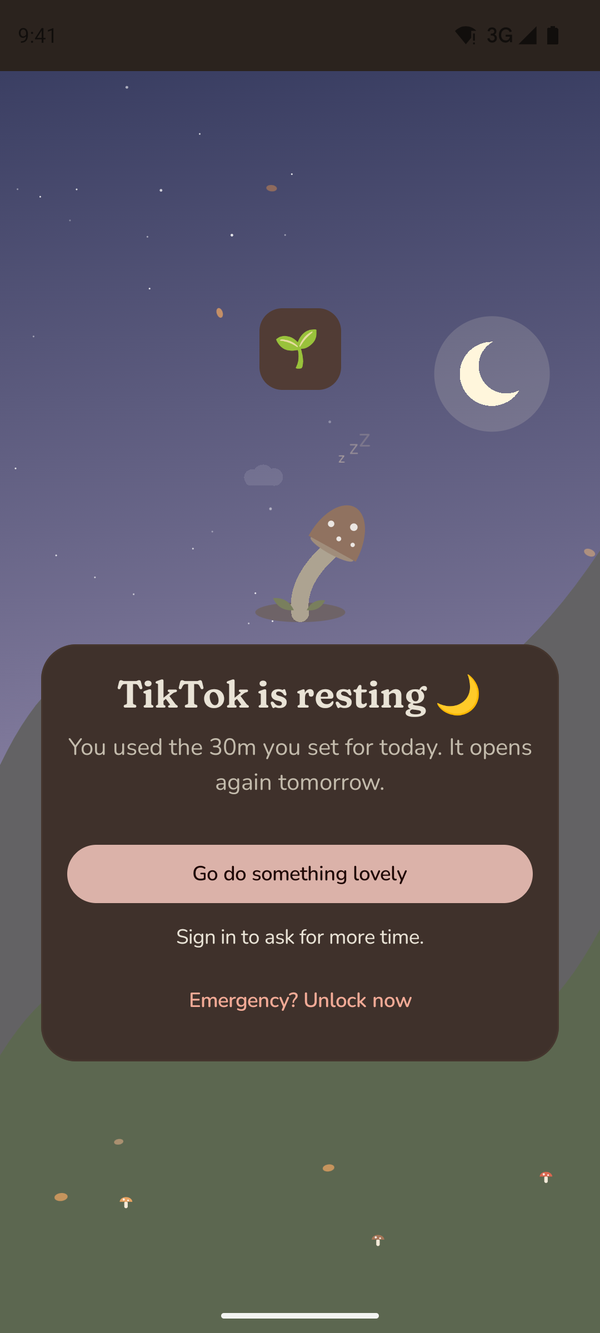 9:41
3G
z z Z
TikTok is resting 🌙
You used the 30m you set for today. It opens
again tomorrow.
Go do something lovely
Sign in to ask for more time.
Emergency? Unlock now